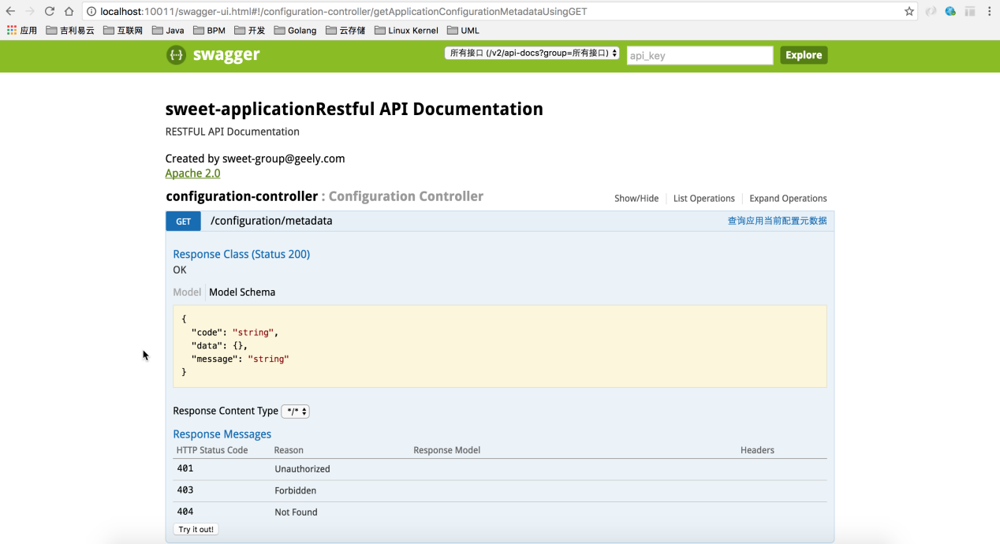 localhost:10011/swagger-ui.html#!/configuration-controller/getApplicationConfigurationMetadataUsingGET
应用 吉利易云 互联网 Java BPM 开发 Golang 云存储 Linux Kernel UML
{···} swagger 所有接口 (/v2/api-docs?group=所有接口) api_key Explore
sweet-applicationRestful API Documentation
RESTFUL API Documentation
Created by sweet-group@geely.com
Apache 2.0
configuration-controller : Configuration Controller Show/Hide List Operations Expand Operations
GET /configuration/metadata 查询应用当前配置元数据
Response Class (Status 200)
OK
Model Model Schema
{
"code": "string",
"data": {},
"message": "string"
}
Response Content Type */*
Response Messages
HTTP Status Code Reason Response Model Headers
401 Unauthorized
403 Forbidden
404 Not Found
Try it out!